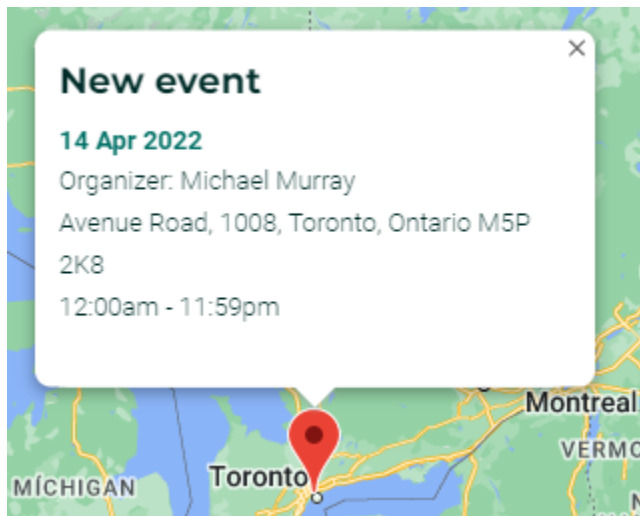 New event
14 Apr 2022
Organizer: Michael Murray
Avenue Road, 1008, Toronto, Ontario M5P
2K8
12:00am - 11:59pm
Montreal
VERMO
Toronto
MÍCHIGAN
N